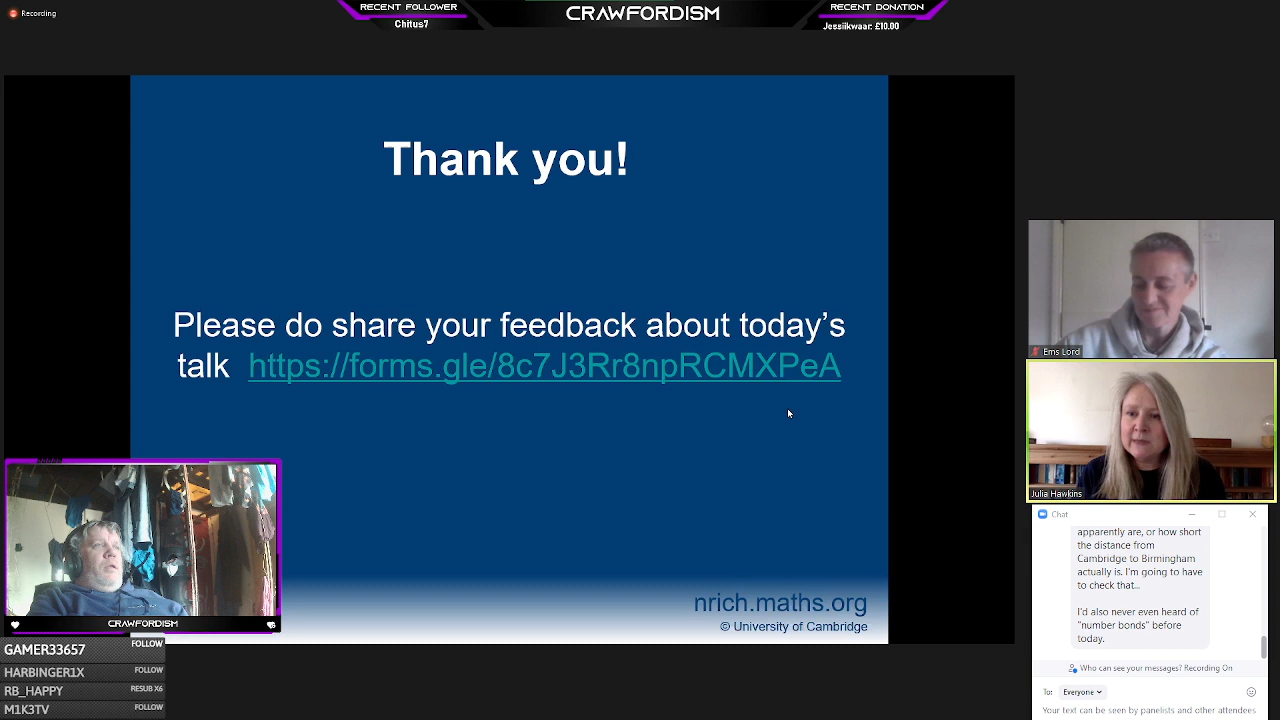 Recording
RECENT FOLLOWER
Chitus7
CRAWFORDISM
RECENT DONATION
Jessiikwaar: £10.00
Thank you!
Please do share your feedback about today's
talk https://forms.gle/8c7J3Rr8npRCMXPeA
nrich.maths.org
© University of Cambridge
Ems Lord
Julia Hawkins
Chat
apparently are, or how short
the distance from
Cambridge to Birmingham
actually is. I'm going to have
to check that...
I'd also never even heard of
"number bonds" before
today.
Who can see your messages? Recording On
To: Everyone
Your text can be seen by panelists and other attendees
CRAWFORDISM
GAMER33657 FOLLOW
HARBINGER1X FOLLOW
RB_HAPPY RESUB X6
M1K3TV FOLLOW